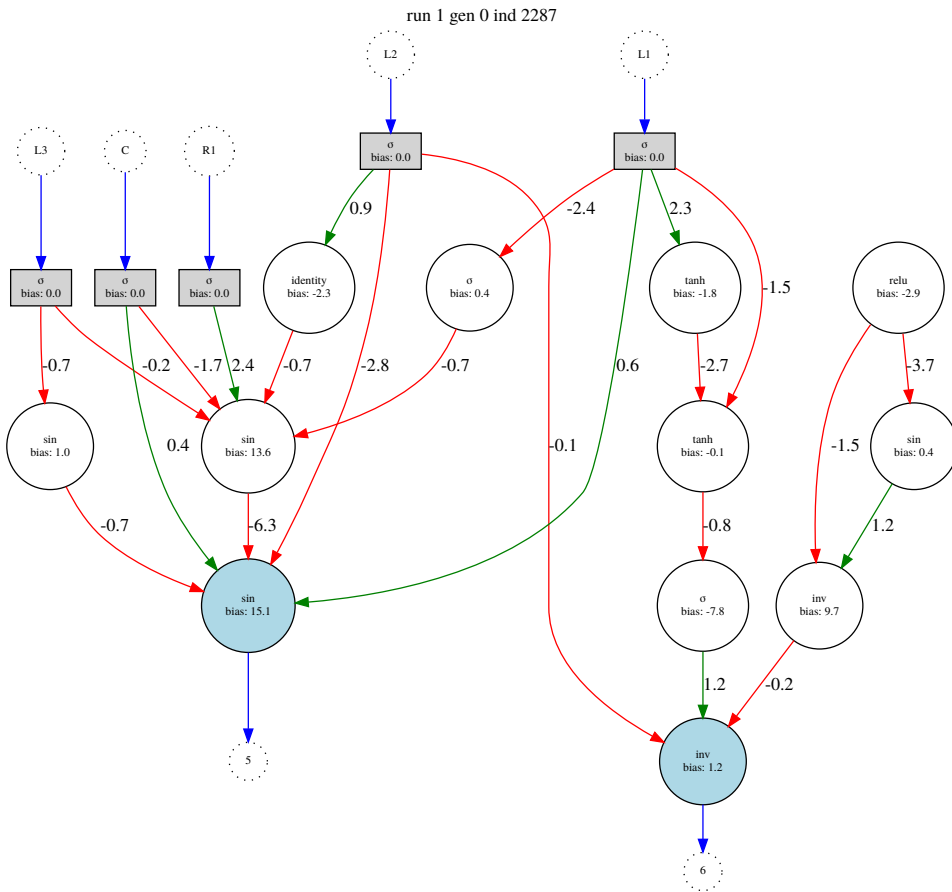 run 1 gen 0 ind 2287
L2
L1
σ
bias: 0.0
σ
bias: 0.0
L3
C
R1
0.9
-2.4
2.3
σ
bias: 0.0
σ
bias: 0.0
σ
bias: 0.0
identity
bias: -2.3
σ
bias: 0.4
tanh
bias: -1.8
-1.5
relu
bias: -2.9
-0.7
-0.2
-1.7
2.4
-0.7
-2.8
-0.7
0.6
-2.7
-3.7
sin
bias: 1.0
0.4
sin
bias: 13.6
-0.1
tanh
bias: -0.1
-1.5
sin
bias: 0.4
-0.7
-6.3
-0.8
1.2
sin
bias: 15.1
σ
bias: -7.8
inv
bias: 9.7
1.2
-0.2
5
inv
bias: 1.2
6